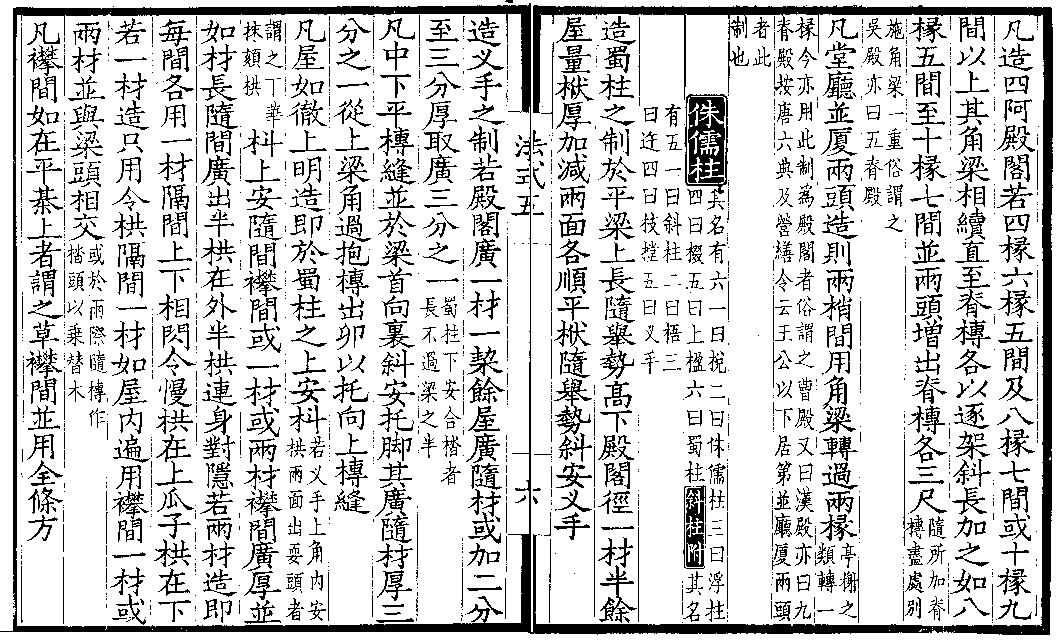 凡造四阿殿閣若四椽六椽五間及八椽七間或十椽九
間以上其角梁相續直至脊槫各以逐架斜長加之如八
椽五間至十椽七間並兩頭增出脊槫各三尺隨所加脊槫盡處別
施角梁一重俗謂之吳殿亦曰五脊殿
凡堂廳並厦兩頭造則兩梢間用角梁轉過兩椽亭榭之類轉一
椽今亦用此制為殿閣者俗謂之曹殿又曰漢殿亦曰九脊殿按唐六典及營繕令云王公以下居第並廳厦兩頭
者此制也
侏儒柱其名有六一曰梲二曰侏儒柱三曰浮柱四曰棳五曰上楹六曰蜀柱斜柱附其名
有五一曰斜柱二曰梧三曰迕四曰枝摚五曰叉手
造蜀柱之制於平梁上長隨舉勢高下殿閣徑一材半餘
屋量栿厚加減兩面各順平栿隨舉勢斜安叉手
法式五
六
造叉手之制若殿閣廣一材一栔餘屋廣隨材或加二分
至三分厚取廣三分之一蜀柱下安合㭼者長不過梁之半
凡中下平槫縫並於梁首向裏斜安托脚其廣隨材厚三
分之一從上梁角過抱槫出卯以托向上槫縫
凡屋如徹上明造即於蜀柱之上安枓若叉手上角內安栱兩面出耍頭者
謂之丁華抹頦栱枓上安隨間襻間或一材或兩材襻間廣厚並
如材長隨間廣出半栱在外半栱連身對隱若兩材造即
每間各用一材隔間上下相閃令慢栱在上瓜子栱在下
若一材造只用令栱隔間一材如屋內遍用襻間一材或
兩材並與梁頭相交或於兩際隨槫作㭼頭以乘替木
凡襻間如在平棊上者謂之草襻間並用全條方